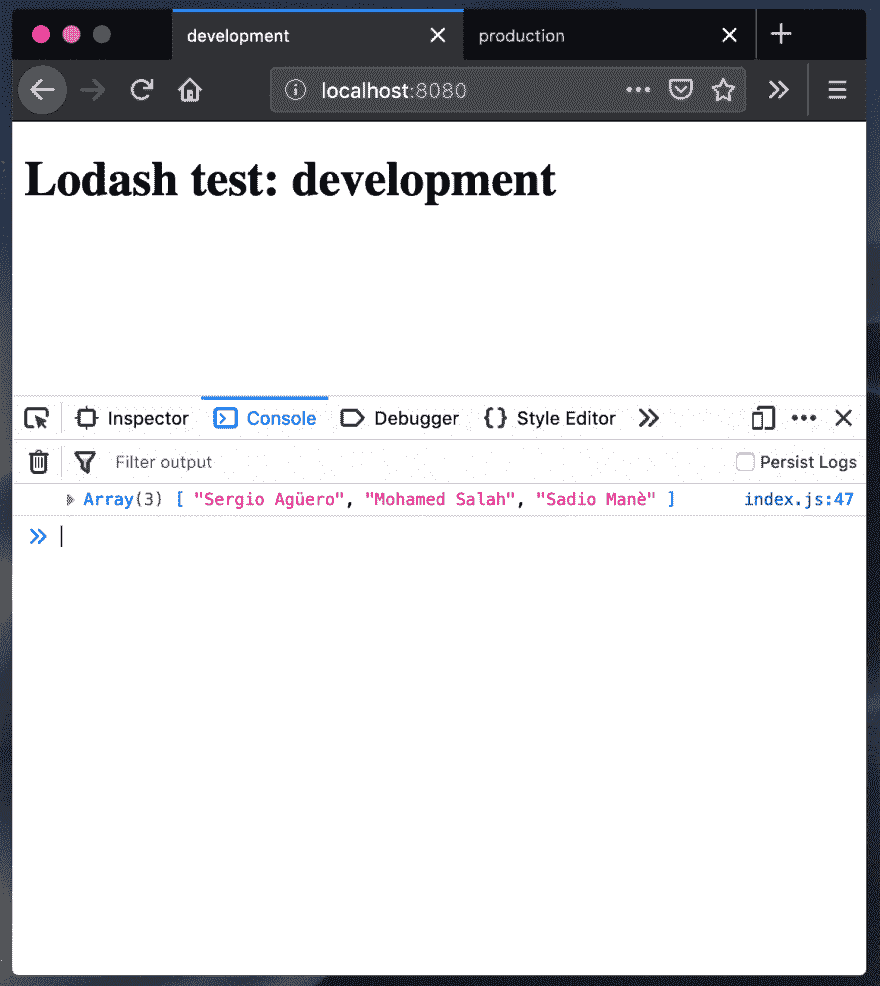 development
production
localhost:8080
Lodash test: development
Inspector
Console
Debugger
Style Editor
Filter output
Persist Logs
Array(3) [ "Sergio Agüero", "Mohamed Salah", "Sadio Manè" ]
index.js:47